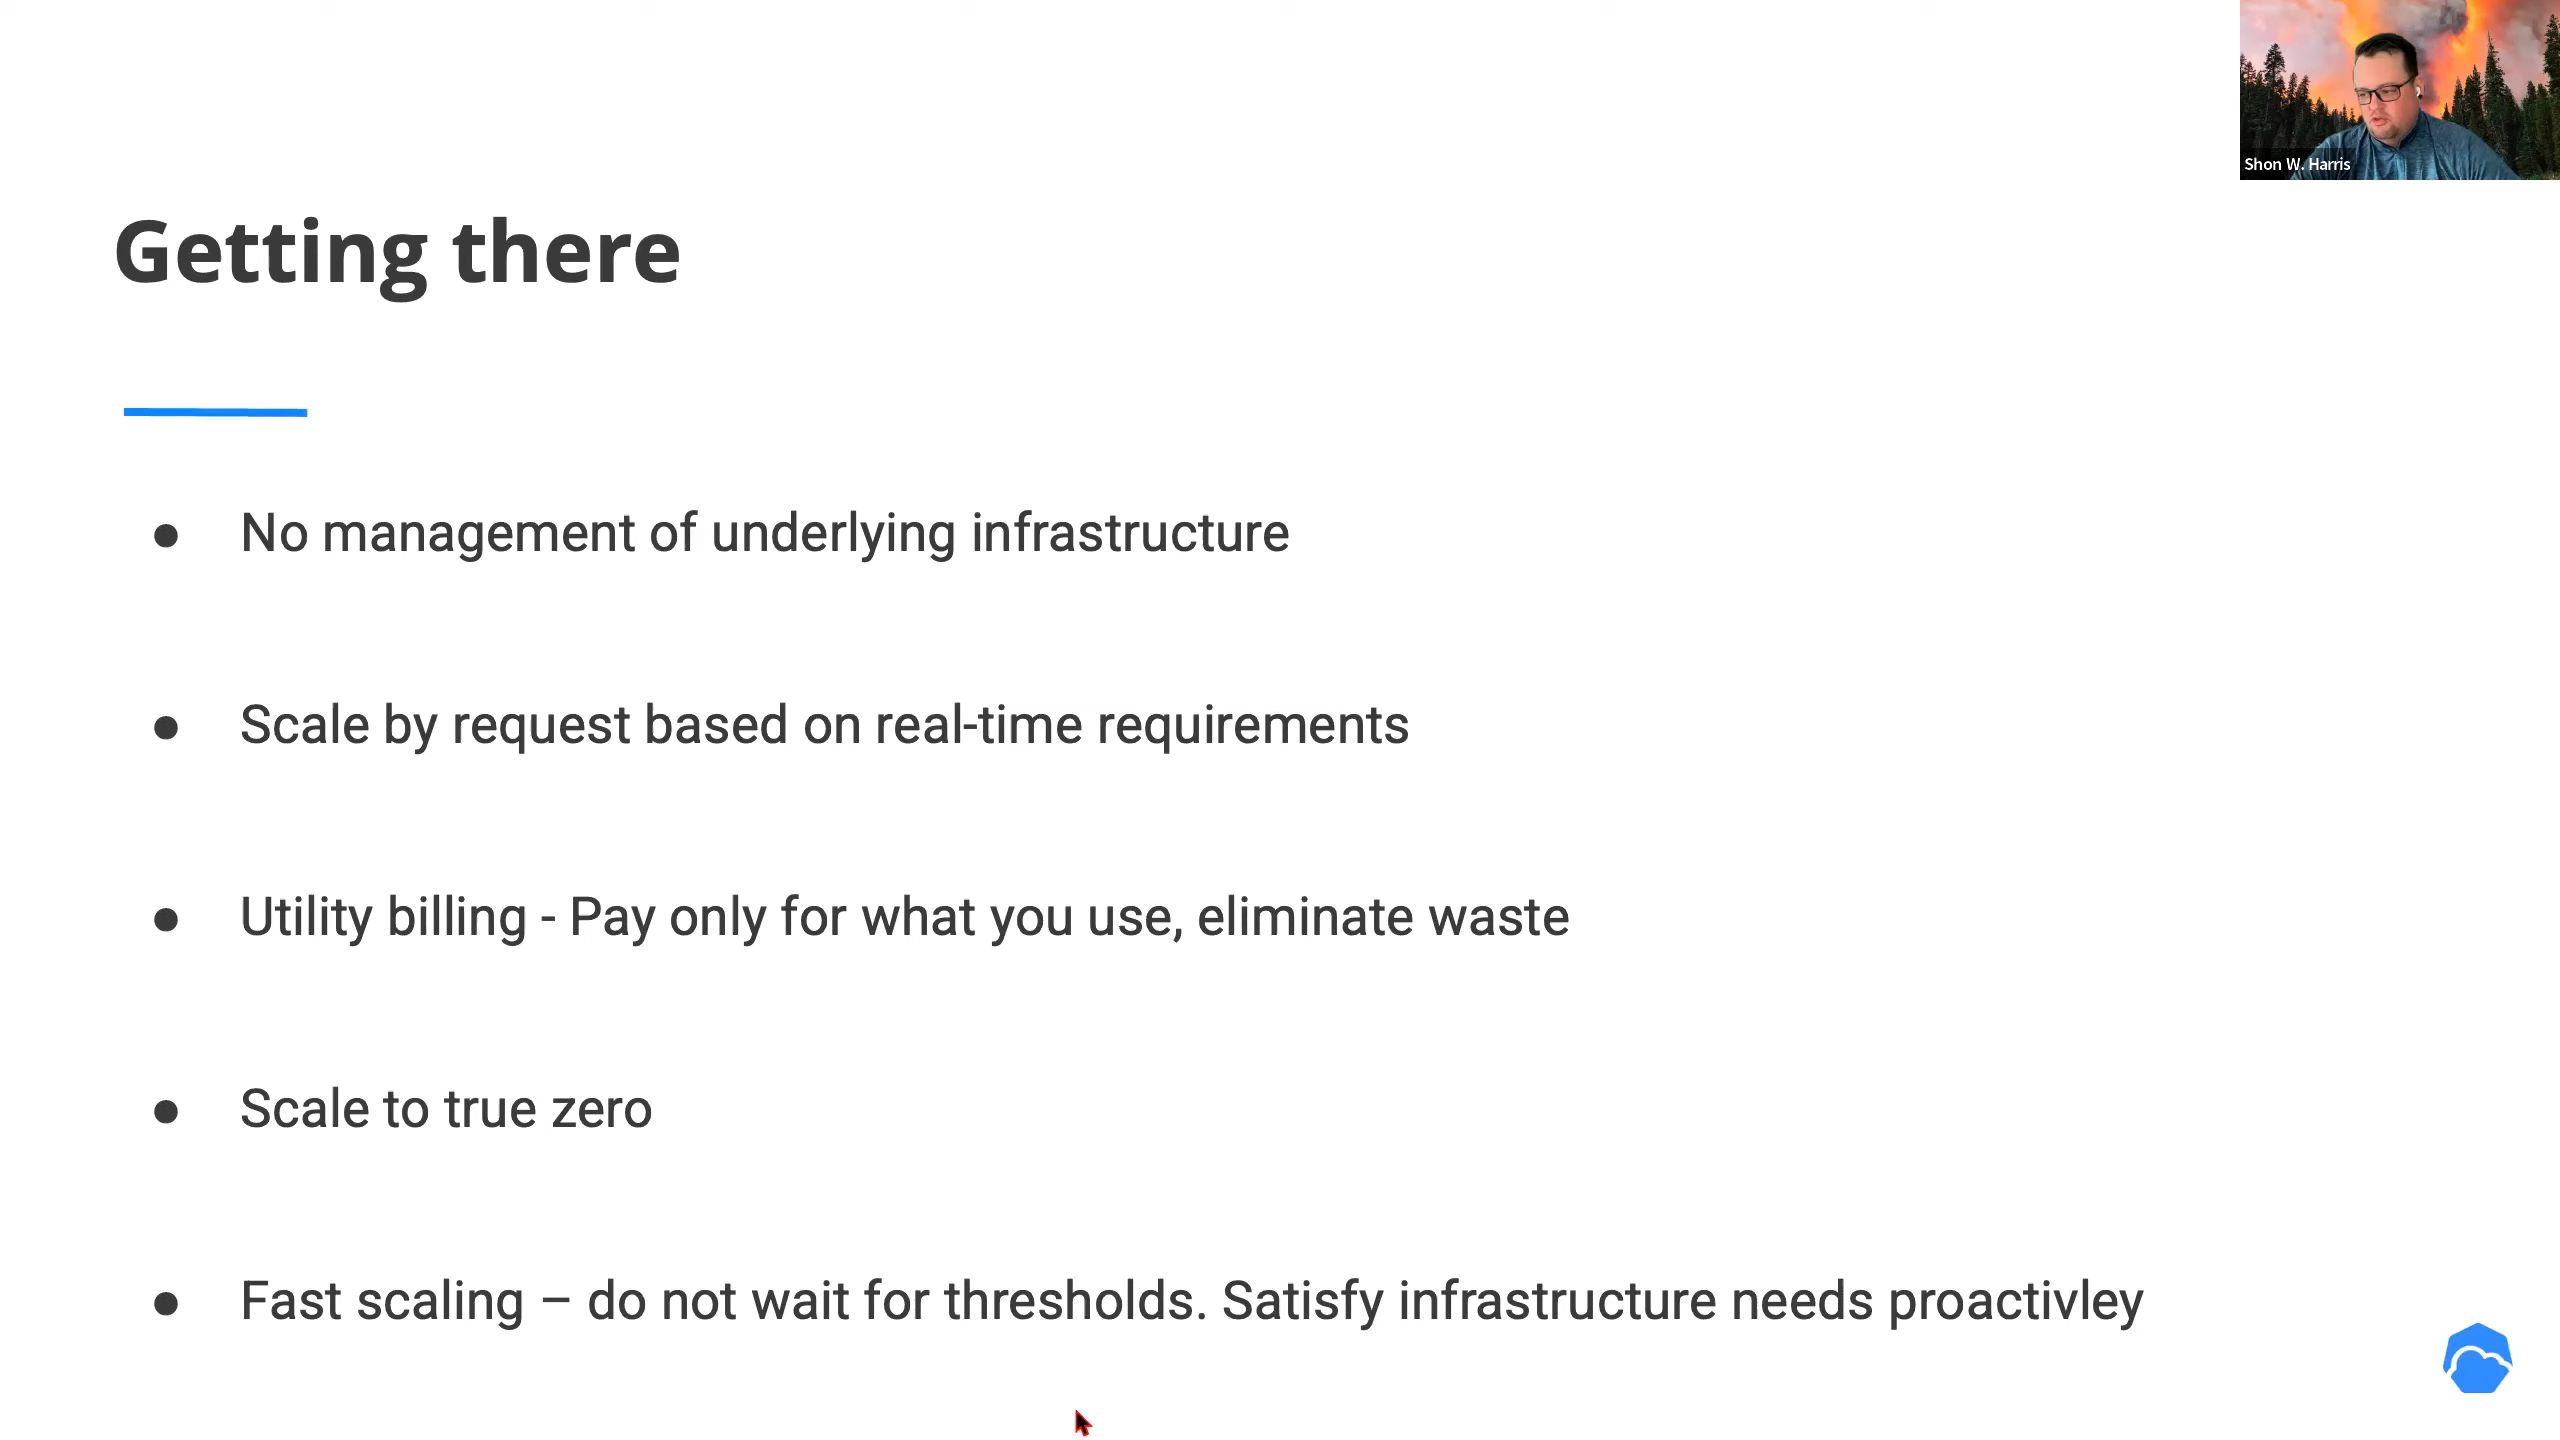 Shon W. Harris
Getting there
● No management of underlying infrastructure
● Scale by request based on real-time requirements
● Utility billing - Pay only for what you use, eliminate waste
● Scale to true zero
● Fast scaling – do not wait for thresholds. Satisfy infrastructure needs proactivley